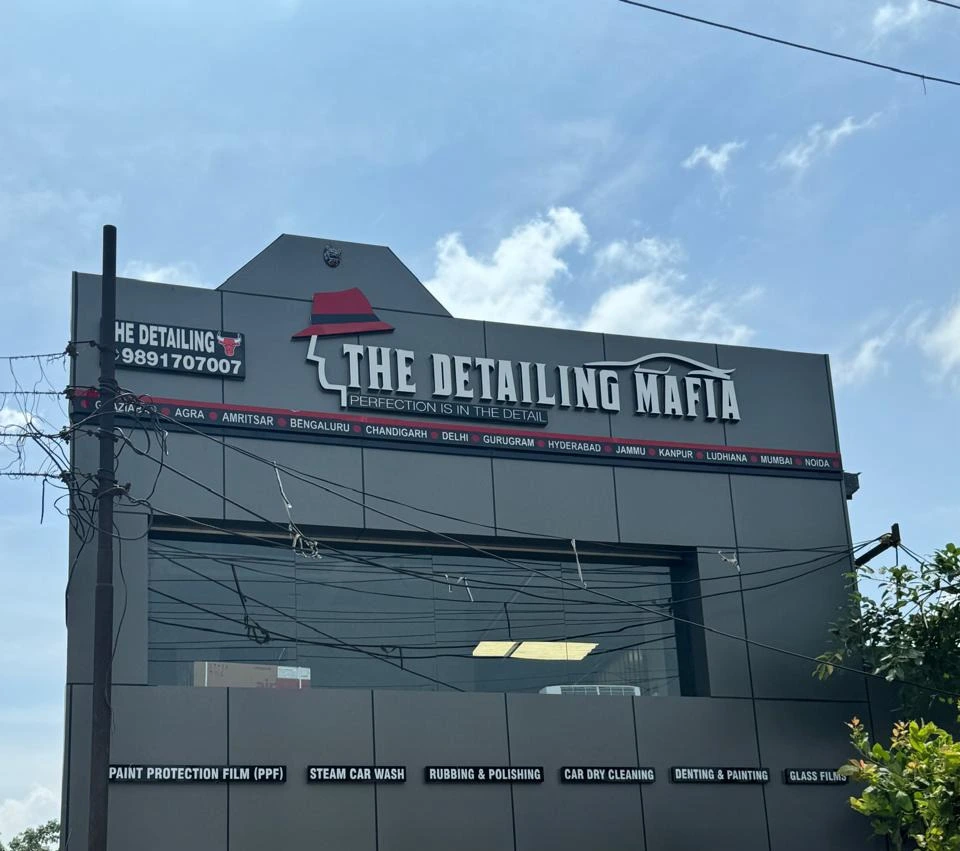 HE DETAILING
9891707007
THE DETAILING MAFIA
PERFECTION IS IN THE DETAIL
AGRA AMRITSAR BENGALURU CHANDIGARH DELHI GURUGRAM HYDERABAD JAMMU KANPUR LUDHIANA MUMBAI NOIDA
PAINT PROTECTION FILM (PPF) STEAM CAR WASH RUBBING & POLISHING CAR DRY CLEANING DENTING & PAINTING GLASS FILMS